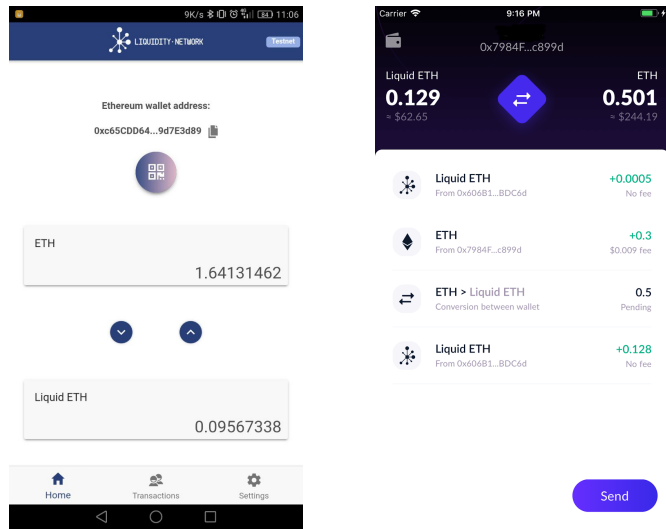 9K/s 11:06
LIQUIDITY·NETWORK
Testnet
Ethereum wallet address:
0xc65CDD64...9d7E3d89
ETH
1.64131462
Liquid ETH
0.09567338
Home
Transactions
Settings
Carrier
9:16 PM
0x7984F...c899d
Liquid ETH
ETH
0.129
0.501
≈ $62.65
≈ $244.19
Liquid ETH
+0.0005
From 0x606B1...BDC6d
No fee
ETH
+0.3
From 0x7984F...c899d
$0.009 fee
ETH > Liquid ETH
0.5
Conversion between wallet
Pending
Liquid ETH
+0.128
From 0x606B1...BDC6d
No fee
Send